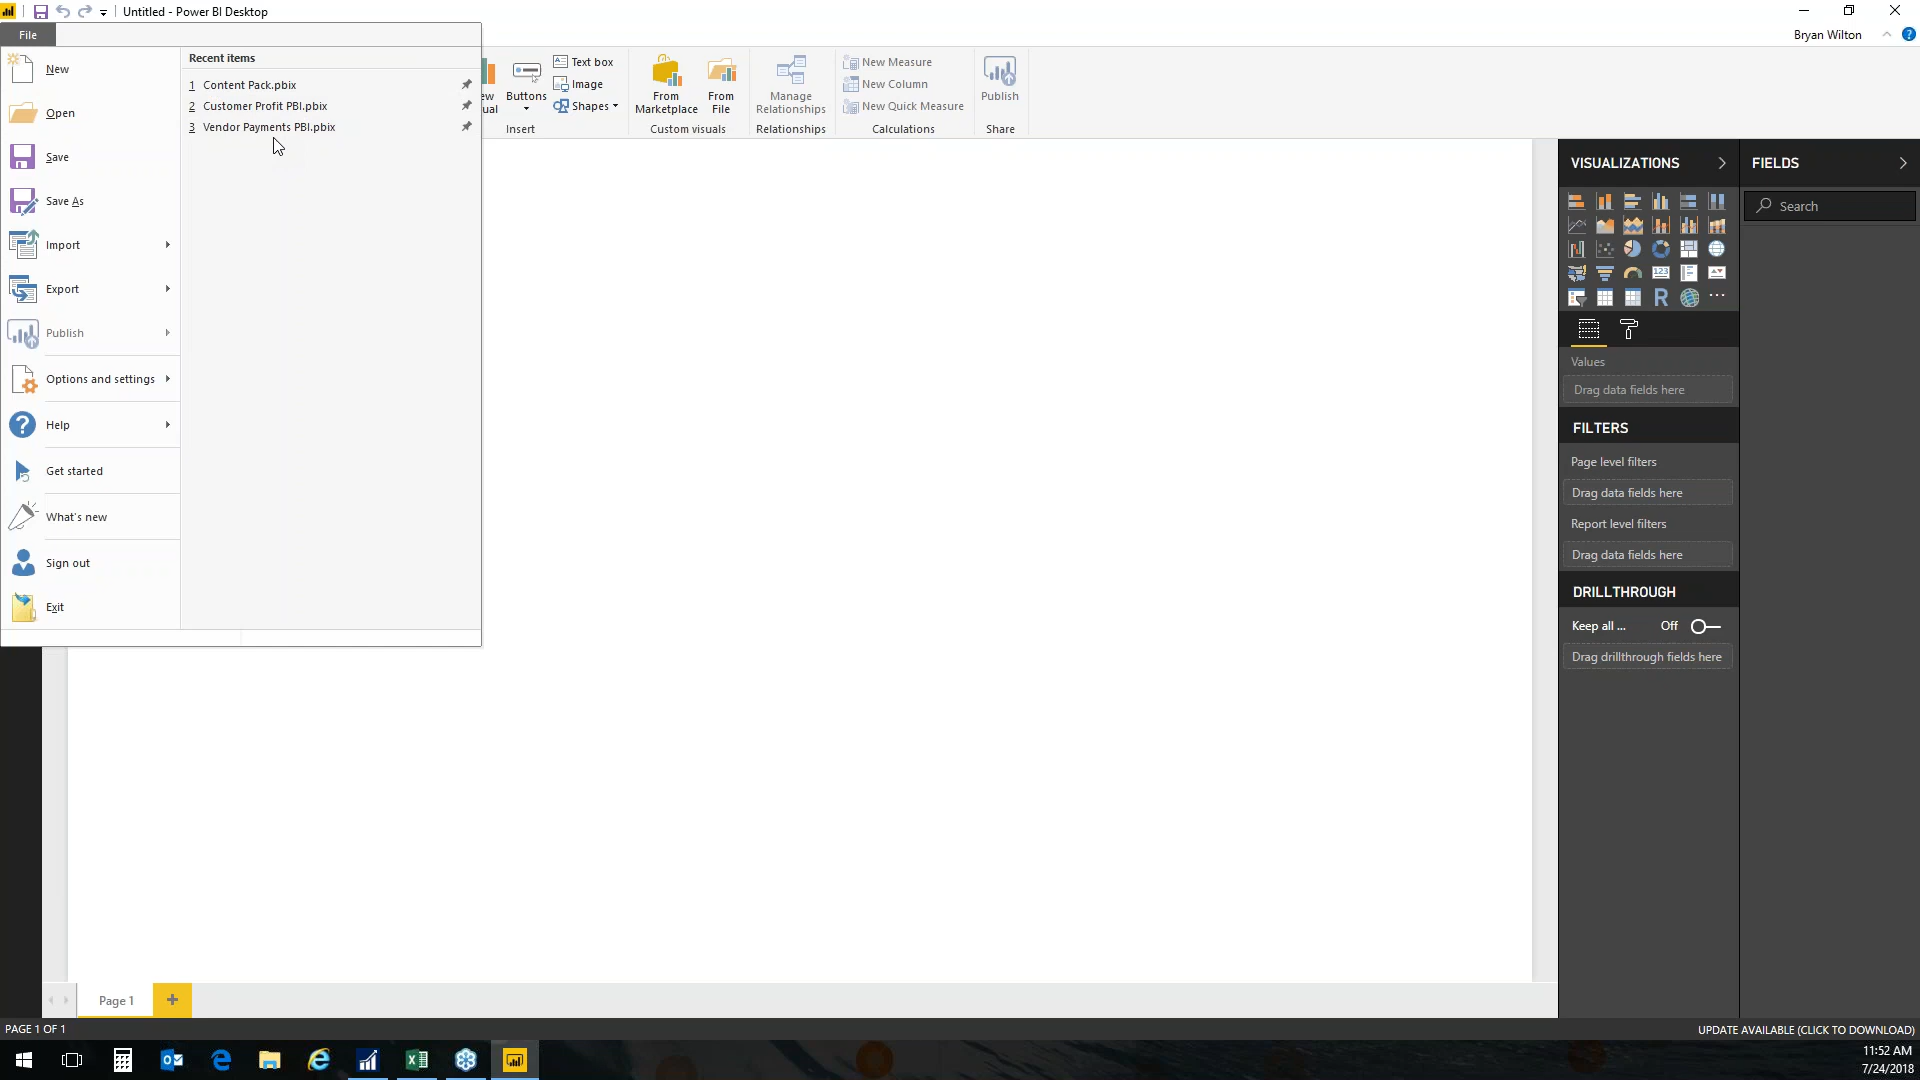 Untitled - Power BI Desktop
File
Bryan Wilton
New
Open
Save
Save As
Import
Export
Publish
Options and settings
Help
Get started
What's new
Sign out
Exit
Recent items
1 Content Pack.pbix
2 Customer Profit PBI.pbix
3 Vendor Payments PBI.pbix
Buttons
Text box
Image
Shapes
Insert
From Marketplace
From File
Custom visuals
Manage Relationships
Relationships
New Measure
New Column
New Quick Measure
Calculations
Publish
Share
VISUALIZATIONS
FIELDS
Search
123
R
Values
Drag data fields here
FILTERS
Page level filters
Drag data fields here
Report level filters
Drag data fields here
DRILLTHROUGH
Keep all ... Off
Drag drillthrough fields here
Page 1
PAGE 1 OF 1
UPDATE AVAILABLE (CLICK TO DOWNLOAD)
11:52 AM
7/24/2018